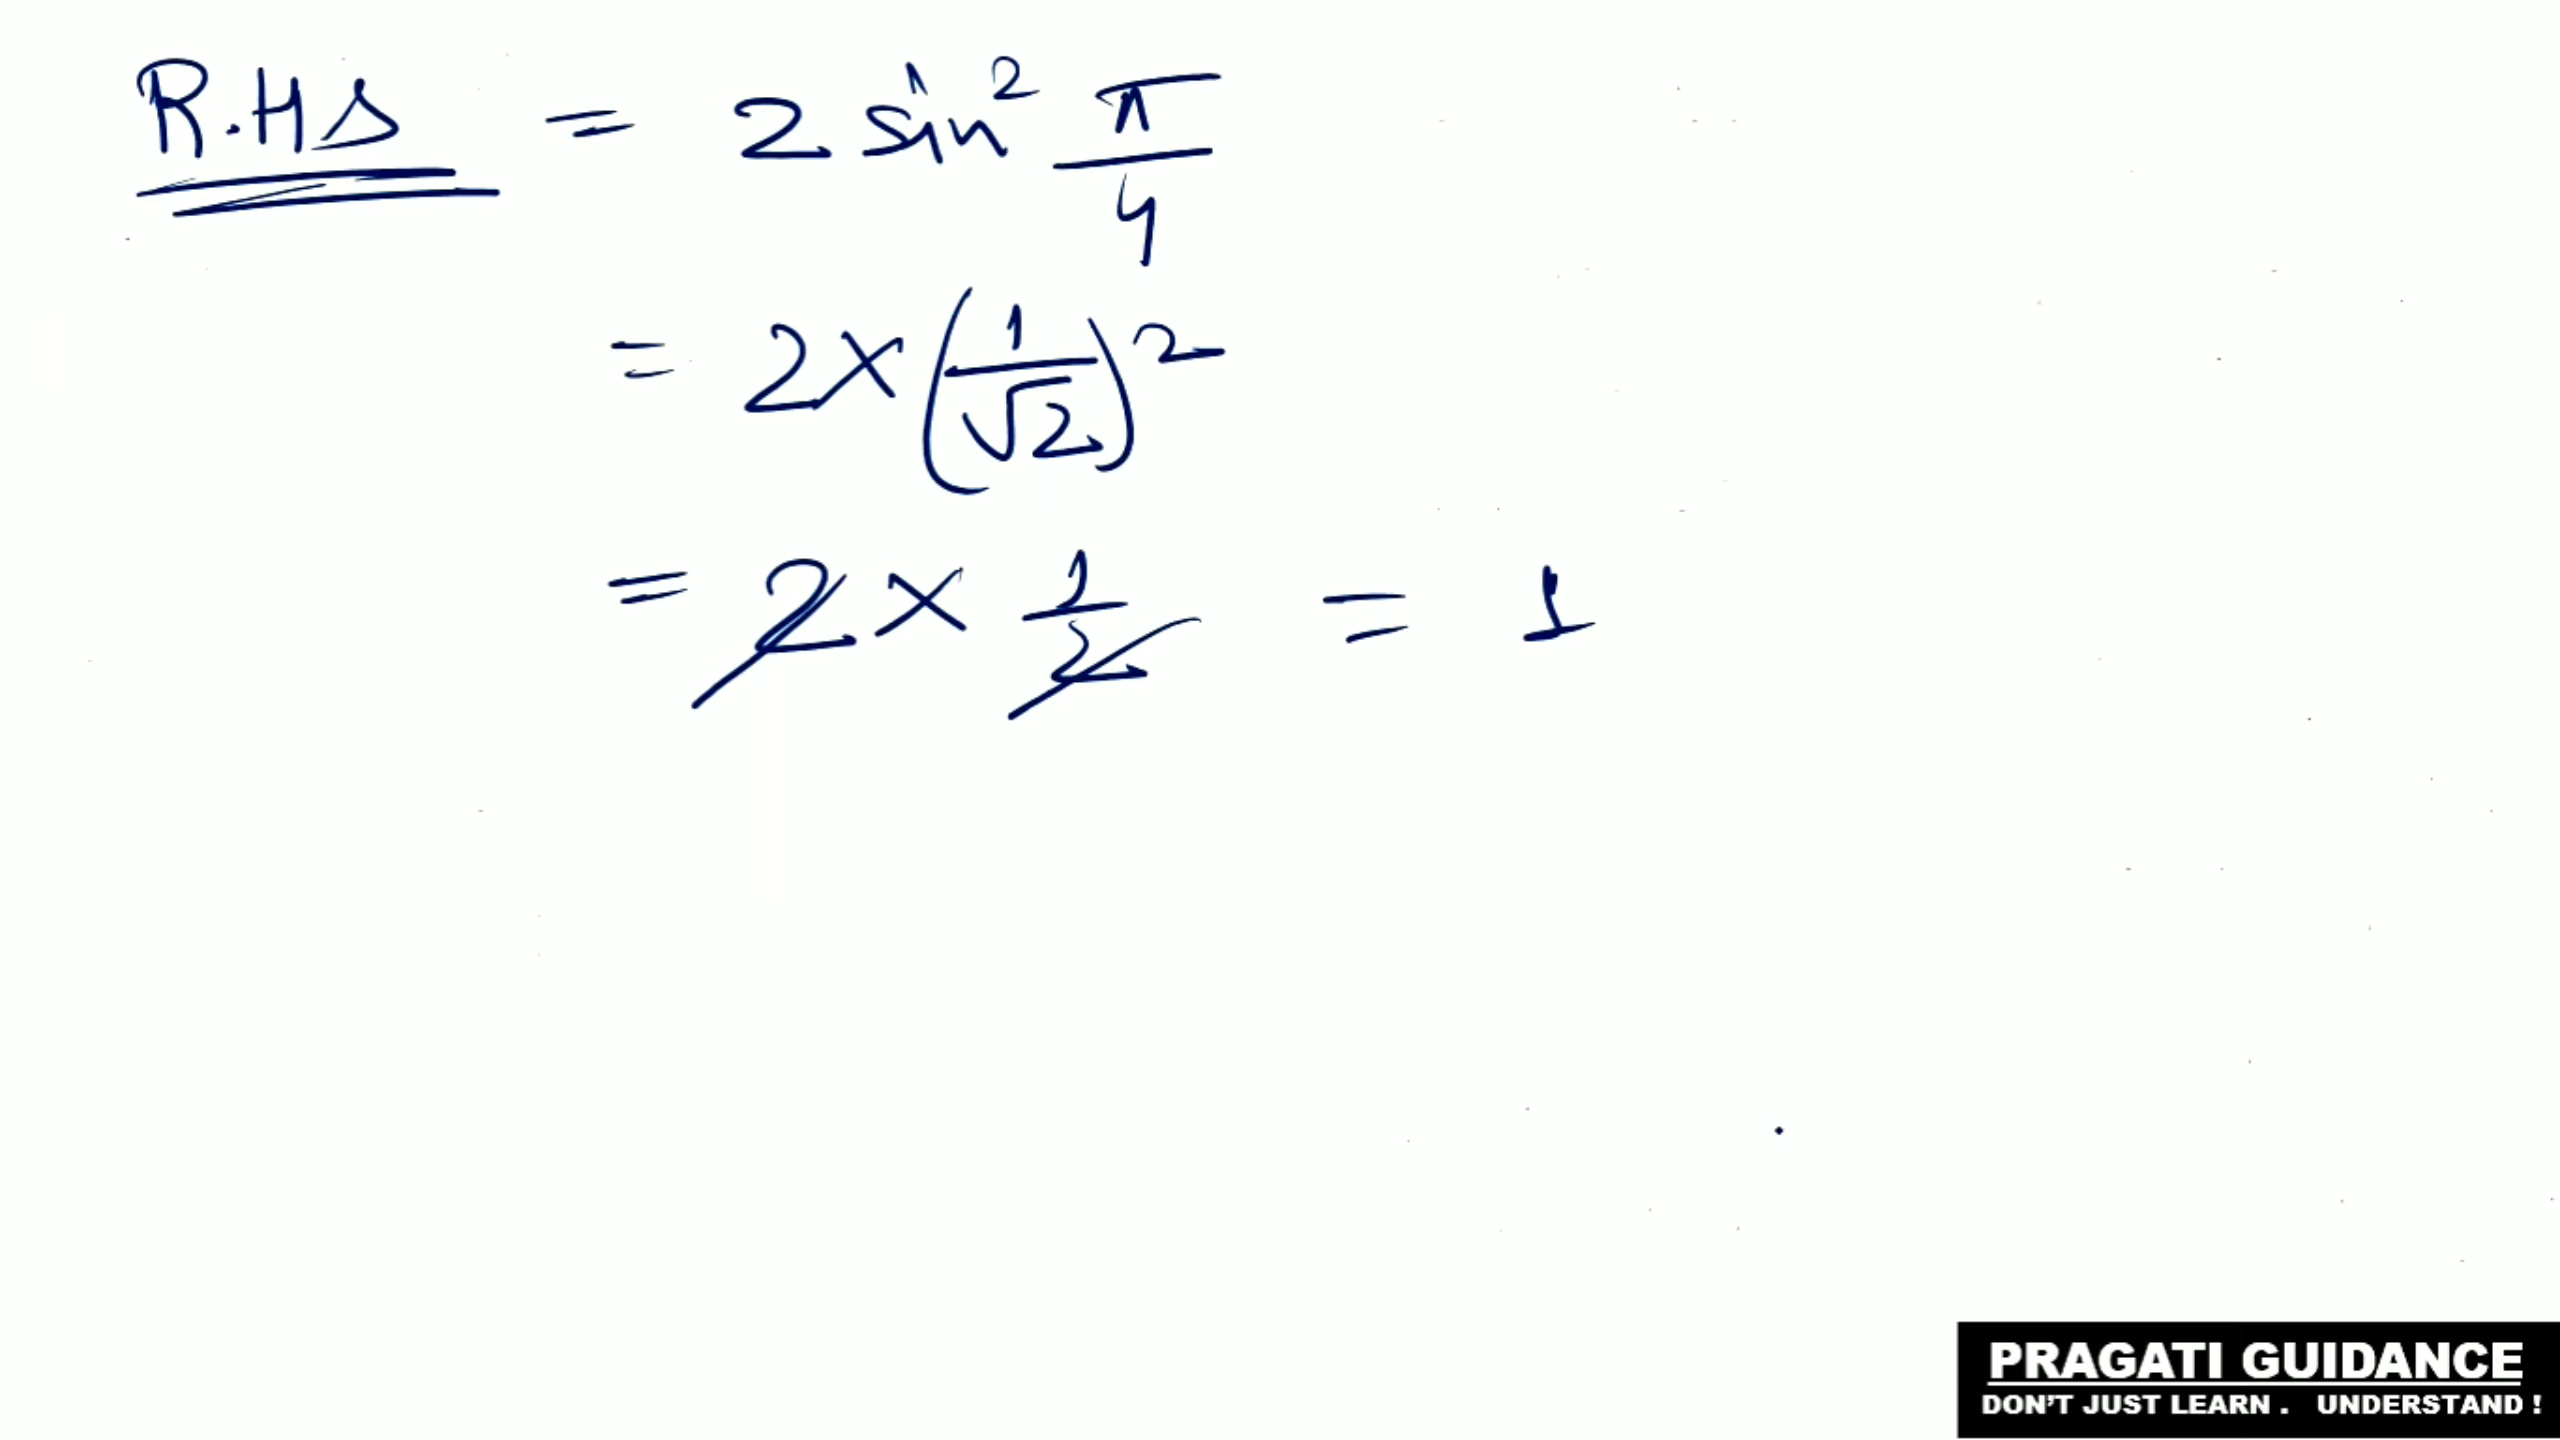 R.HS = 2 sin² π/4
= 2×(1/√2)²
= 2 × 1/2 = 1
PRAGATI GUIDANCE
DON'T JUST LEARN. UNDERSTAND !